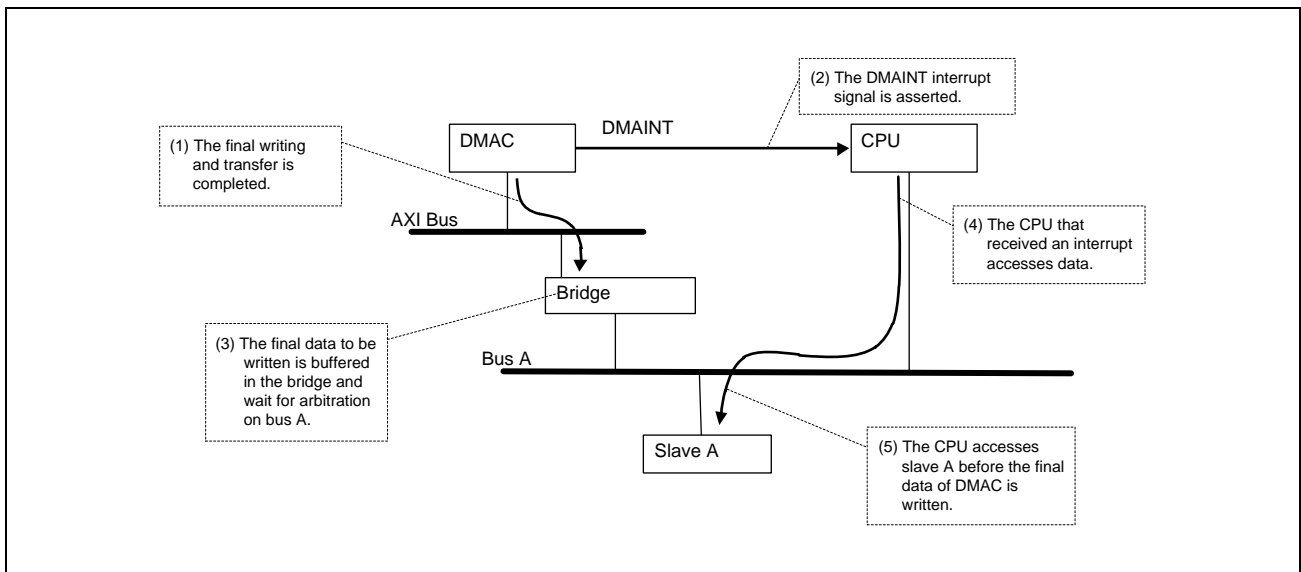 (2) The DMAINT interrupt
signal is asserted.
DMAC
DMAINT
CPU
(1) The final writing
and transfer is
completed.
AXI Bus
(4) The CPU that
received an interrupt
accesses data.
Bridge
(3) The final data to be
written is buffered
in the bridge and
wait for arbitration
on bus A.
Bus A
Slave A
(5) The CPU accesses
slave A before the final
data of DMAC is
written.